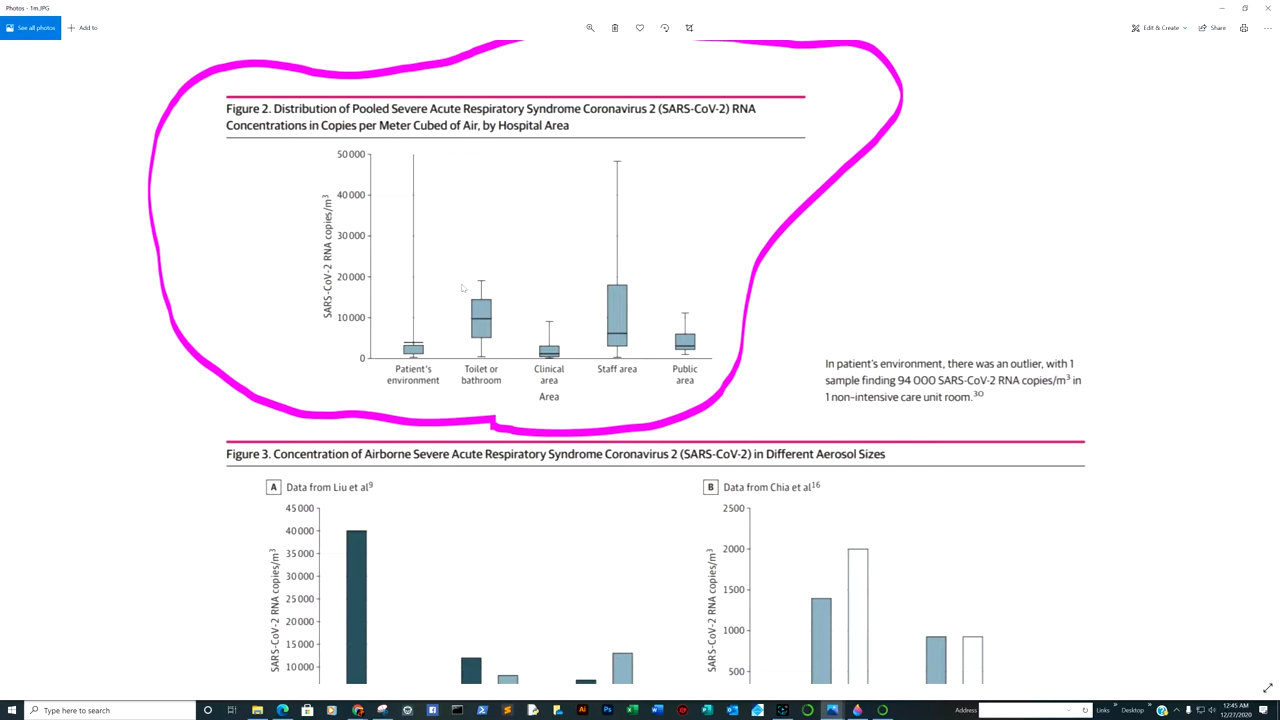 Photos - 1m.JPG
See all photos
+ Add to
Edit & Create
Share
Figure 2. Distribution of Pooled Severe Acute Respiratory Syndrome Coronavirus 2 (SARS-CoV-2) RNA
Concentrations in Copies per Meter Cubed of Air, by Hospital Area
SARS-CoV-2 RNA copies/m³
50 000
40 000
30 000
20 000
10 000
0
Patient's environment
Toilet or bathroom
Clinical area
Staff area
Public area
Area
In patient's environment, there was an outlier, with 1
sample finding 94 000 SARS-CoV-2 RNA copies/m³ in
1 non–intensive care unit room.³⁰
Figure 3. Concentration of Airborne Severe Acute Respiratory Syndrome Coronavirus 2 (SARS-CoV-2) in Different Aerosol Sizes
A Data from Liu et al⁹
SARS-CoV-2 RNA copies/m³
45 000
40 000
35 000
30 000
25 000
20 000
15 000
10 000
B Data from Chia et al¹⁶
SARS-CoV-2 RNA copies/m³
2500
2000
1500
1000
500
Type here to search
Address
Links
Desktop
12:45 AM
12/27/2020